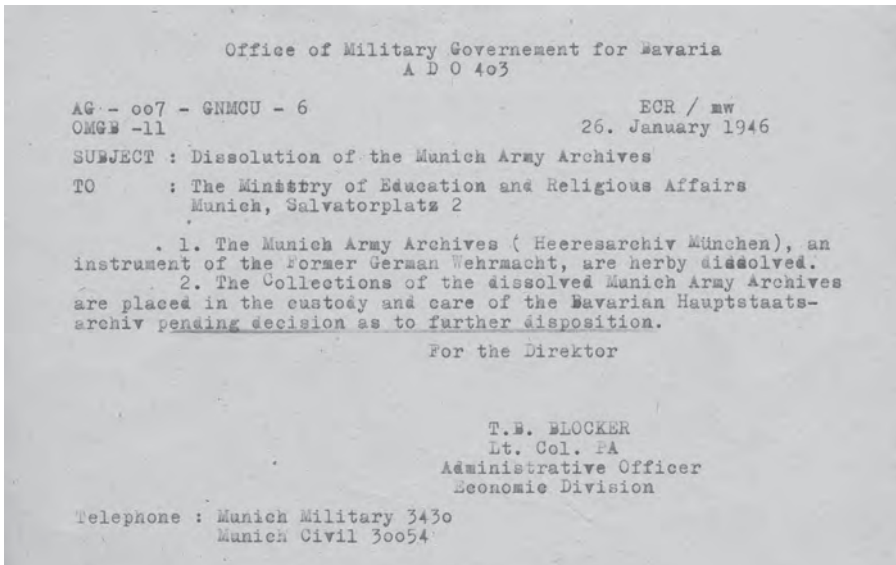 Office of Military Governement for Bavaria
A D O 4o3
AG - oo7 - GNMCU - 6 ECR / mw
OMGB -11 26. January 1946
SUBJECT : Dissolution of the Munich Army Archives
TO : The Ministry of Education and Religious Affairs
Munich, Salvatorplatz 2
. 1. The Munich Army Archives ( Heeresarchiv München), an
instrument of the Former German Wehrmacht, are herby dissolved.
2. The Collections of the dissolved Munich Army Archives
are placed in the custody and care of the Bavarian Hauptstaats-
archiv pending decision as to further disposition.
For the Direktor
T.B. BLOCKER
Lt. Col. FA
Administrative Officer
Economic Division
Telephone : Munich Military 343o
Munich Civil 3oo54